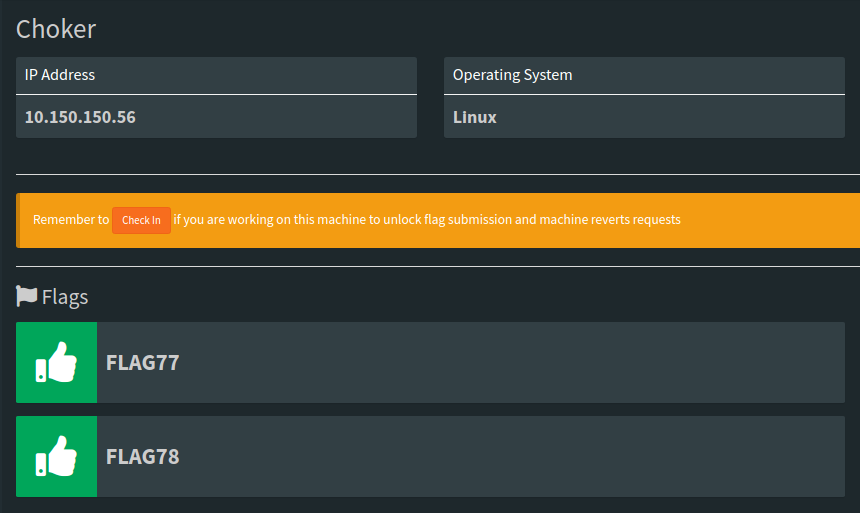 Choker
IP Address
10.150.150.56
Operating System
Linux
Remember to Check In if you are working on this machine to unlock flag submission and machine reverts requests
Flags
FLAG77
FLAG78